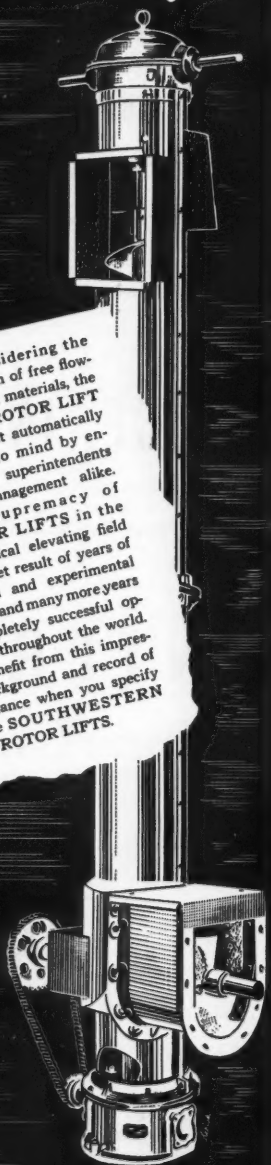 sidering the
n of free flow-
materials, the
ROTOR LIFT
t automatically
o mind by en-
superintendents
nagement alike.
upremacy of
R LIFTS in the
ical elevating field
et result of years of
and experimental
and many more years
pletely successful op-
throughout the world.
nefit from this impres-
kground and record of
ance when you specify
e SOUTHWESTERN
ROTOR LIFTS.